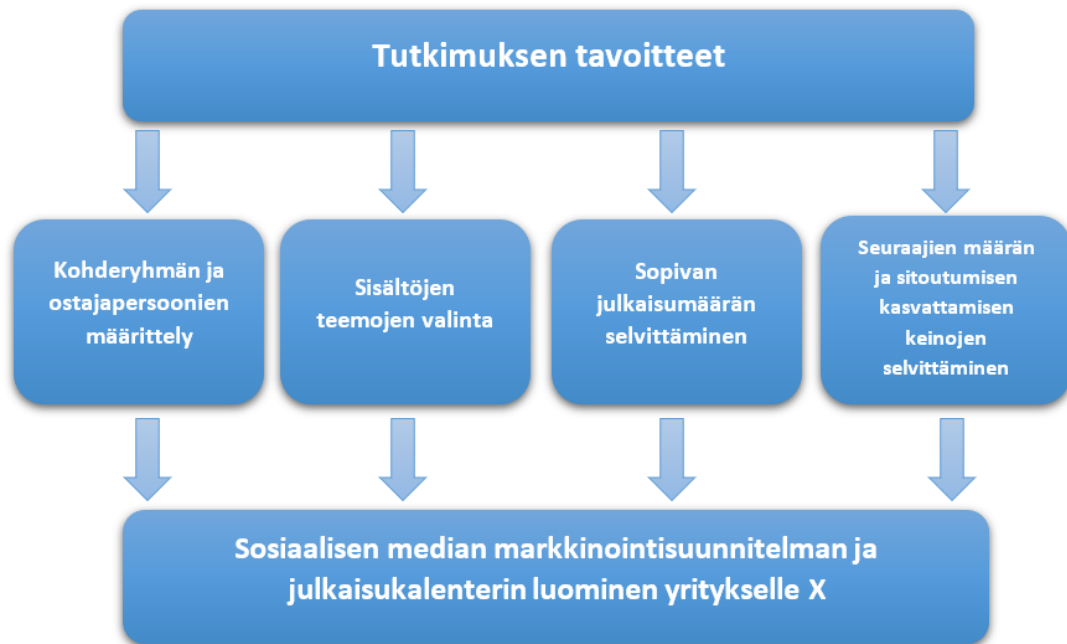 Tutkimuksen tavoitteet
Kohderyhmän ja
ostajapersoonien
määrittely
Sisältöjen
teemojen valinta
Sopivan
julkaisumäärän
selvittäminen
Seuraajien määrän
ja sitoutumisen
kasvattamisen
keinojen
selvittäminen
Sosiaalisen median markkinointisuunnitelman ja
julkaisukalenterin luominen yritykselle X